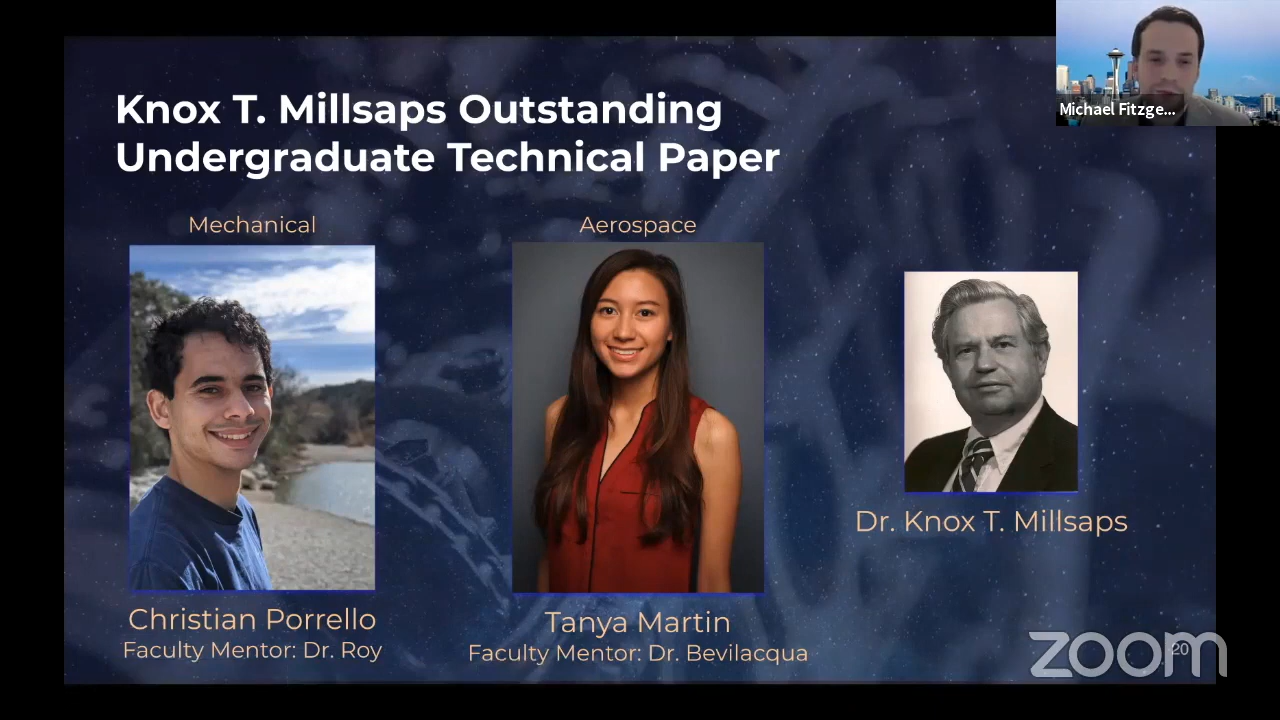 Michael Fitzge...
Knox T. Millsaps Outstanding
Undergraduate Technical Paper
Mechanical
Aerospace
Dr. Knox T. Millsaps
Christian Porrello
Faculty Mentor: Dr. Roy
Tanya Martin
Faculty Mentor: Dr. Bevilacqua
zoom
20